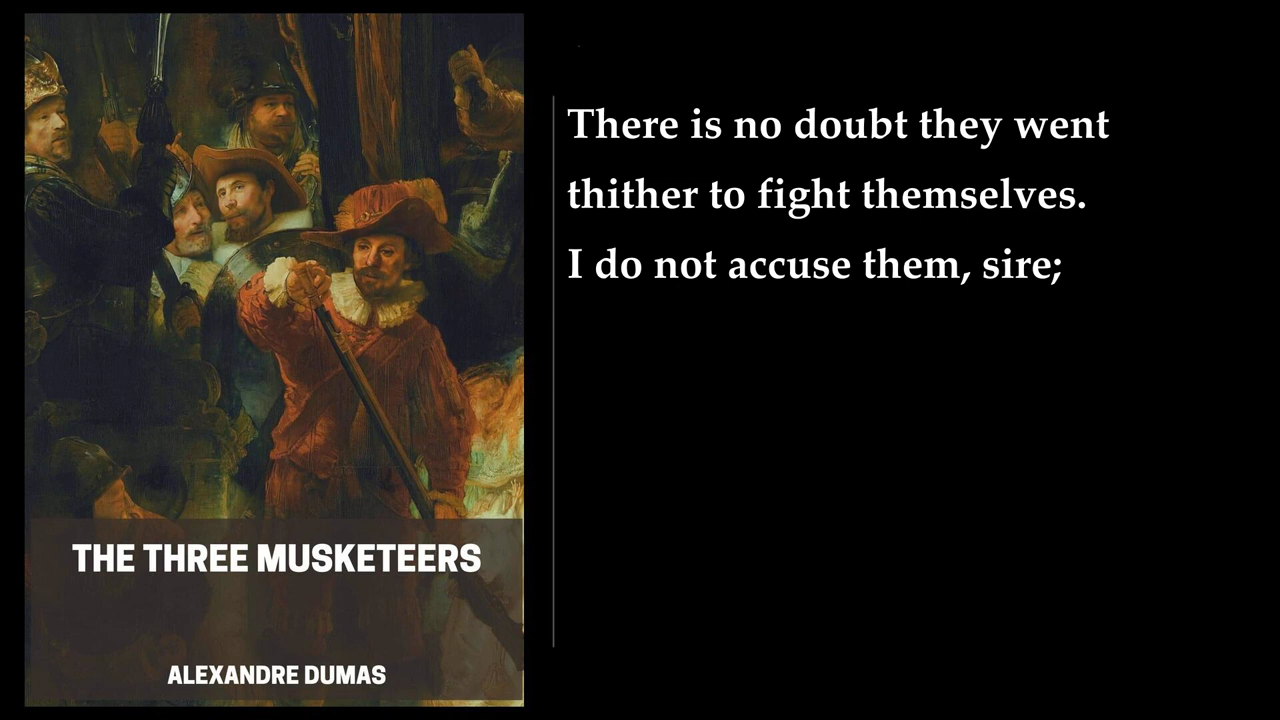 There is no doubt they went
thither to fight themselves.
I do not accuse them, sire;
THE THREE MUSKETEERS
ALEXANDRE DUMAS